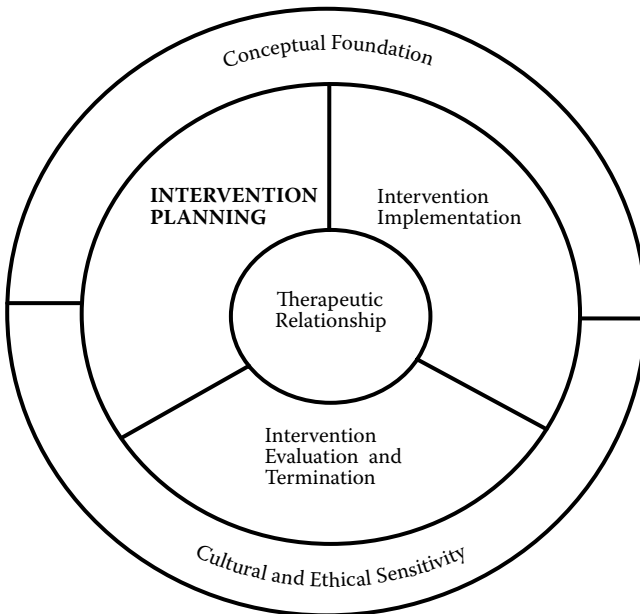 Conceptual Foundation
INTERVENTION
PLANNING
Intervention
Implementation
Therapeutic
Relationship
Intervention
Evaluation and
Termination
Cultural and Ethical Sensitivity